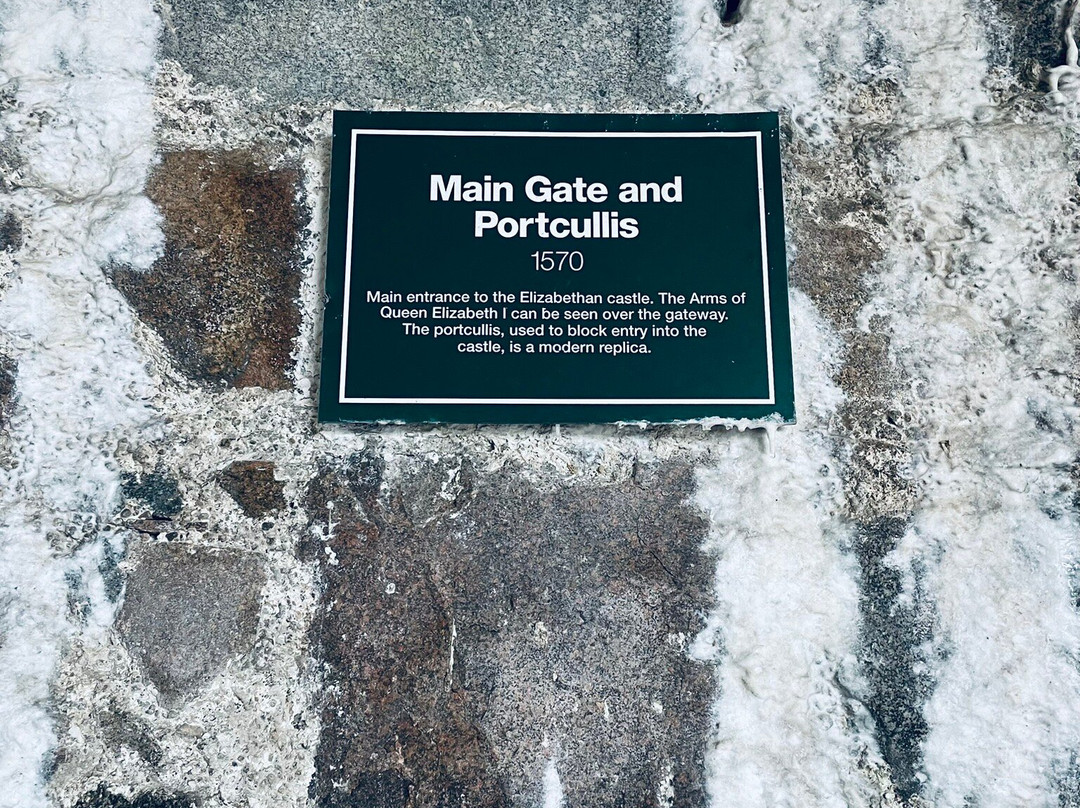 Main Gate and
Portcullis
1570
Main entrance to the Elizabethan castle. The Arms of
Queen Elizabeth I can be seen over the gateway.
The portcullis, used to block entry into the
castle, is a modern replica.